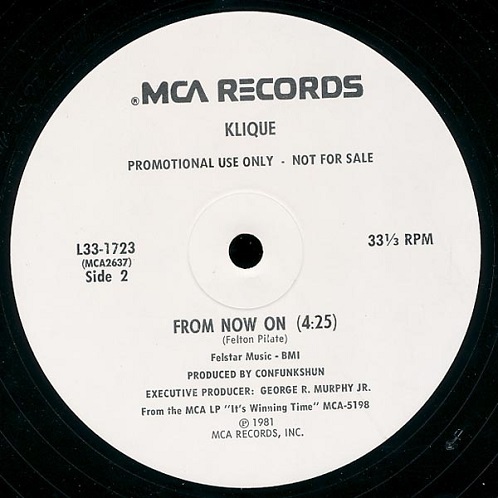 ® MCA RECORDS
KLIQUE
PROMOTIONAL USE ONLY - NOT FOR SALE
L33-1723
(MCA2637)
Side 2
33⅓ RPM
FROM NOW ON (4:25)
(Felton Pilate)
Felstar Music - BMI
PRODUCED BY CONFUNKSHUN
EXECUTIVE PRODUCER: GEORGE R. MURPHY JR.
From the MCA LP "It's Winning Time" MCA-5198
℗ 1981
MCA RECORDS, INC.